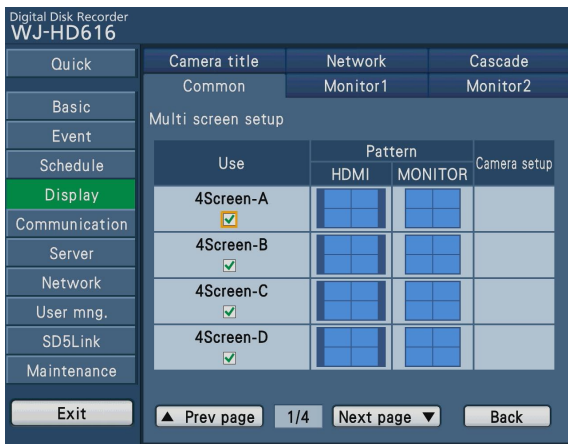 Digital Disk Recorder
WJ-HD616
Quick
Basic
Event
Schedule
Display
Communication
Server
Network
User mng.
SD5Link
Maintenance
Exit
Camera title Network Cascade
Common Monitor1 Monitor2
Multi screen setup
Use Pattern Camera setup
HDMI MONITOR
4Screen-A
4Screen-B
4Screen-C
4Screen-D
▲ Prev page 1/4 Next page ▼ Back